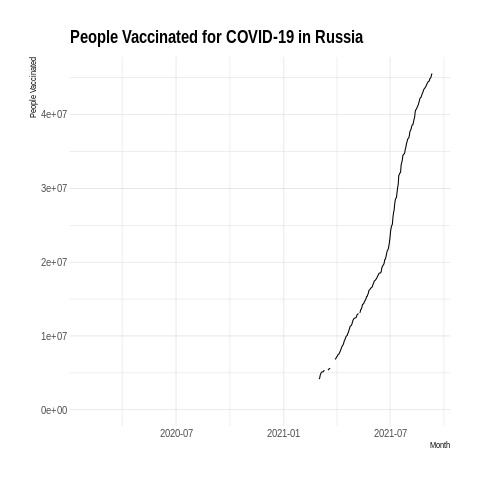 People Vaccinated for COVID-19 in Russia
People Vaccinated
4e+07
3e+07
2e+07
1e+07
0e+00
2020-07
2021-01
2021-07
Month